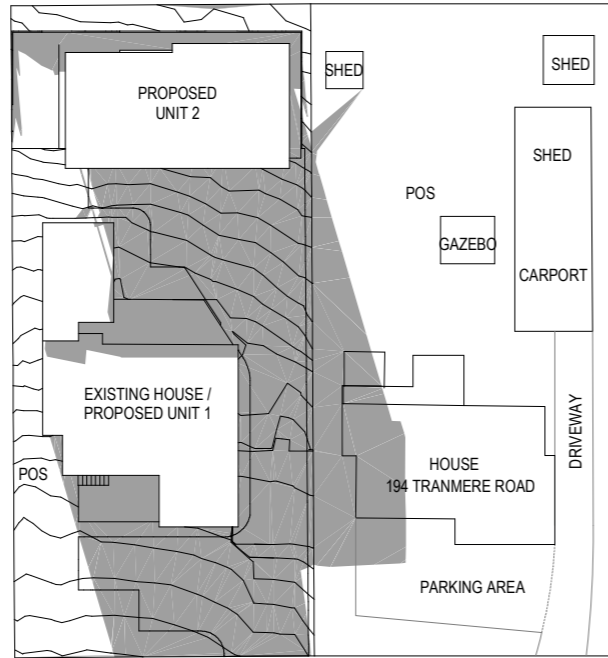 PROPOSED
UNIT 2
SHED
SHED
SHED
POS
GAZEBO
CARPORT
EXISTING HOUSE /
PROPOSED UNIT 1
POS
HOUSE
194 TRANMERE ROAD
DRIVEWAY
PARKING AREA